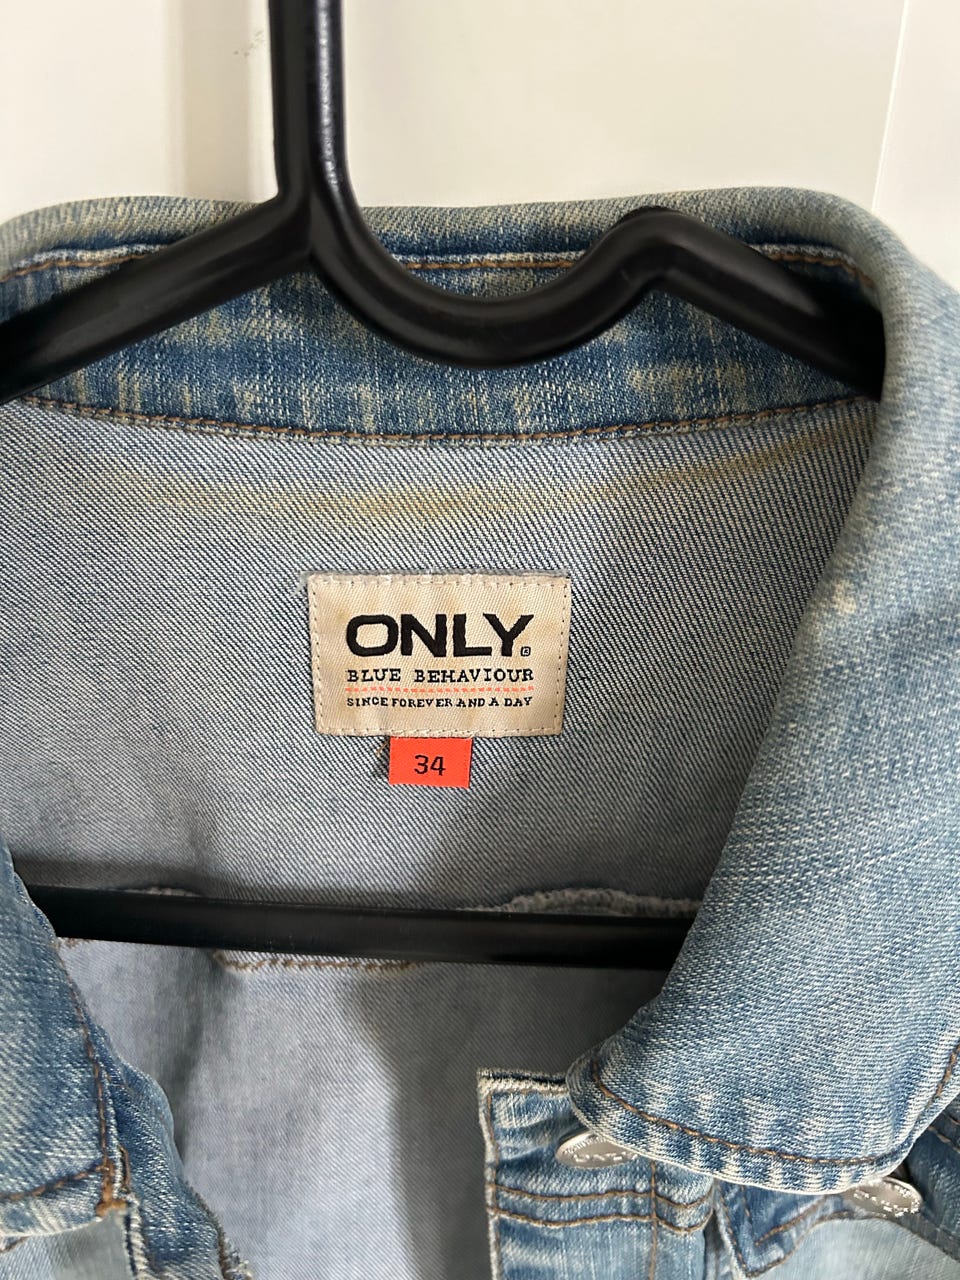 ONLY®
BLUE BEHAVIOUR
SINCE FOREVER AND A DAY
34